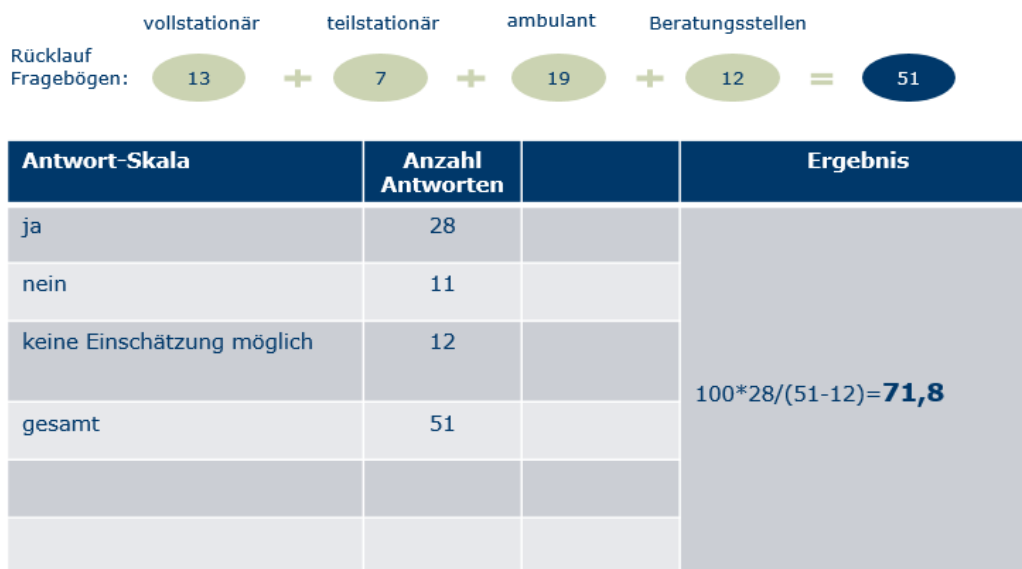 vollstationär teilstationär ambulant Beratungsstellen
Rücklauf
Fragebögen: 13 + 7 + 19 + 12 = 51
Antwort-Skala Anzahl Antworten Ergebnis
ja 28
nein 11
keine Einschätzung möglich 12
100*28/(51-12)=71,8
gesamt 51